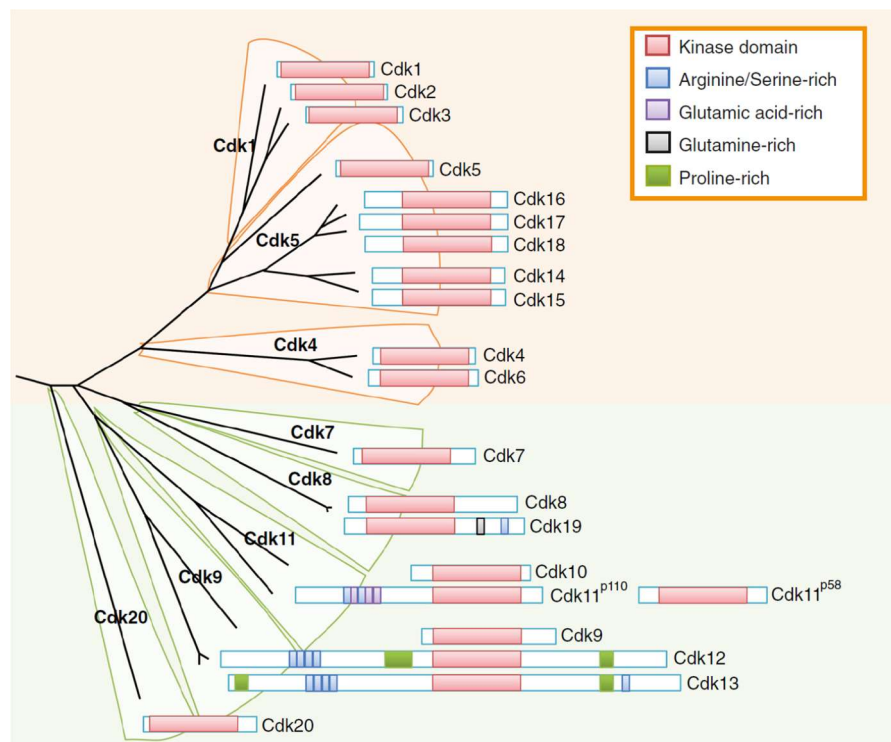 Kinase domain
Arginine/Serine-rich
Glutamic acid-rich
Glutamine-rich
Proline-rich
Cdk1
Cdk2
Cdk3
Cdk1
Cdk5
Cdk16
Cdk17
Cdk18
Cdk5
Cdk14
Cdk15
Cdk4
Cdk4
Cdk6
Cdk7
Cdk7
Cdk8
Cdk8
Cdk19
Cdk11
Cdk10
Cdk11p110
Cdk11p58
Cdk9
Cdk9
Cdk12
Cdk13
Cdk20
Cdk20